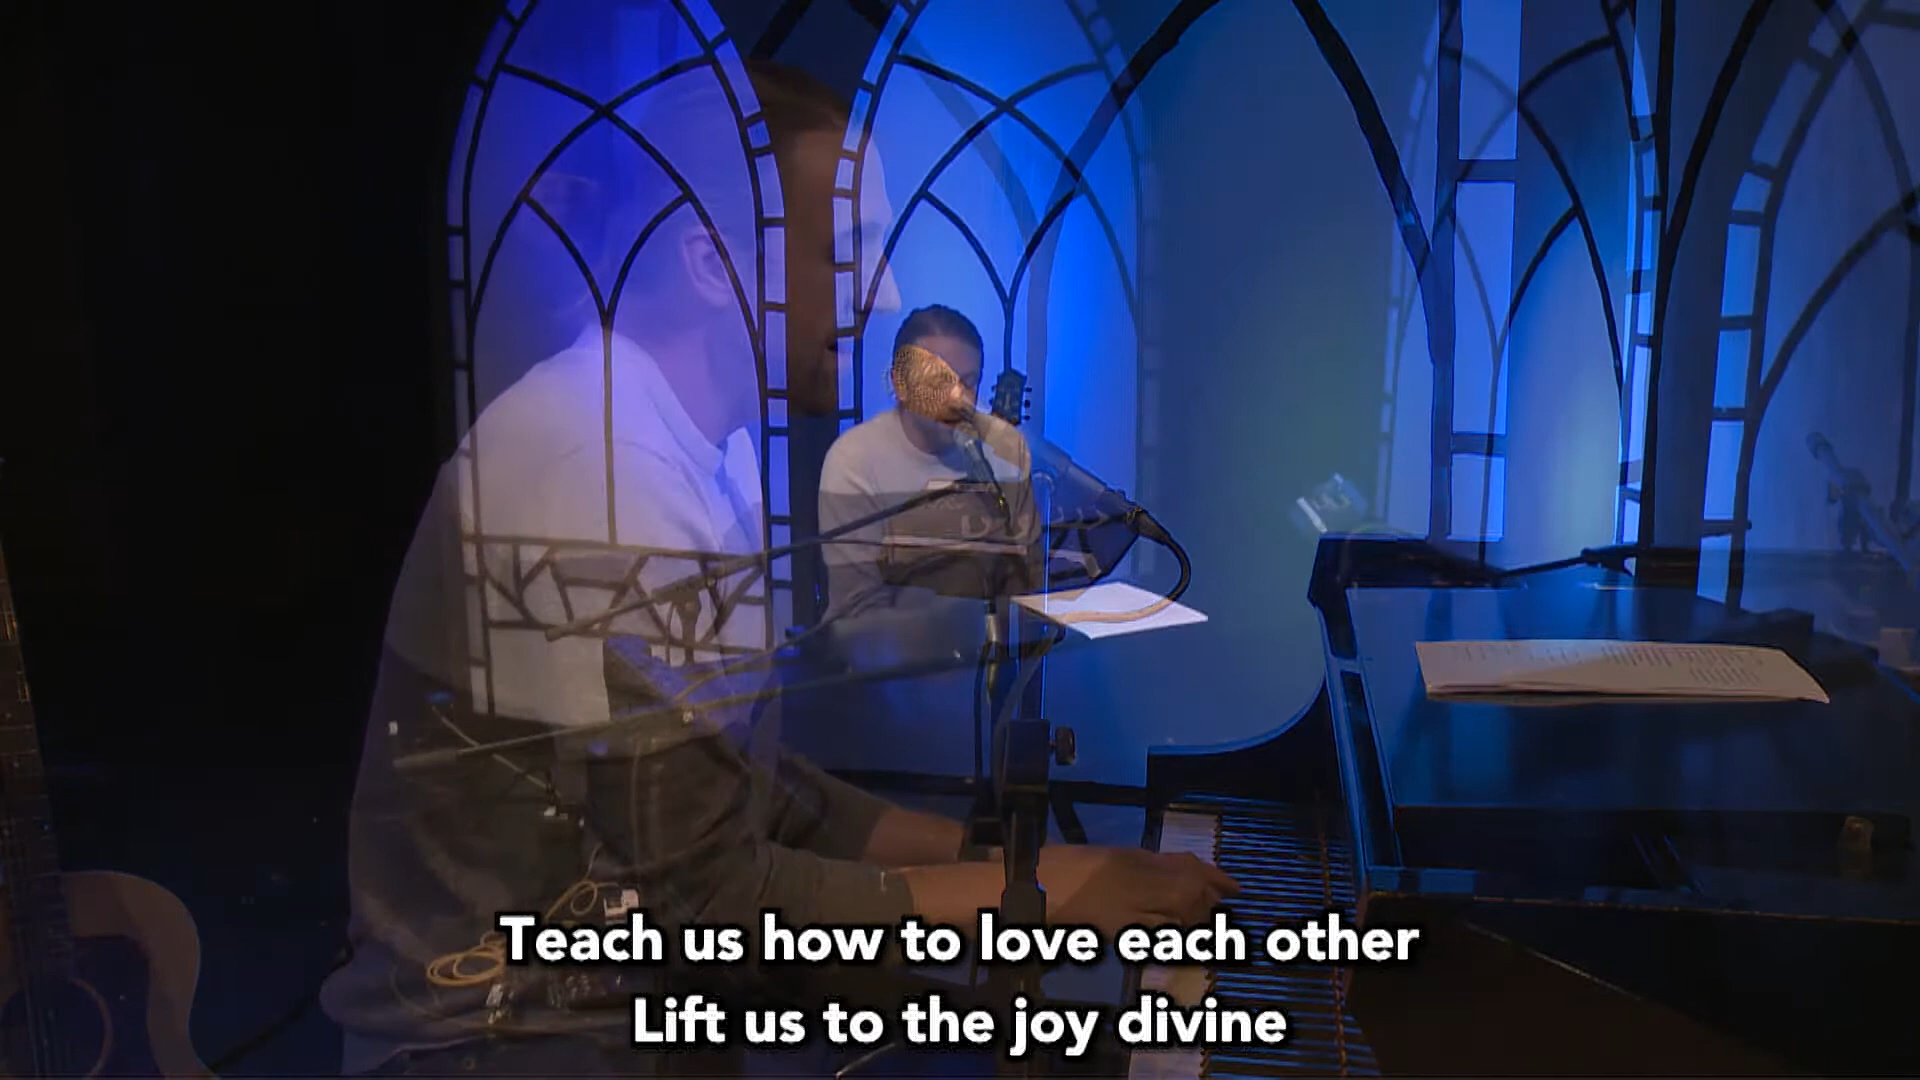 Teach us how to love each other
Lift us to the joy divine